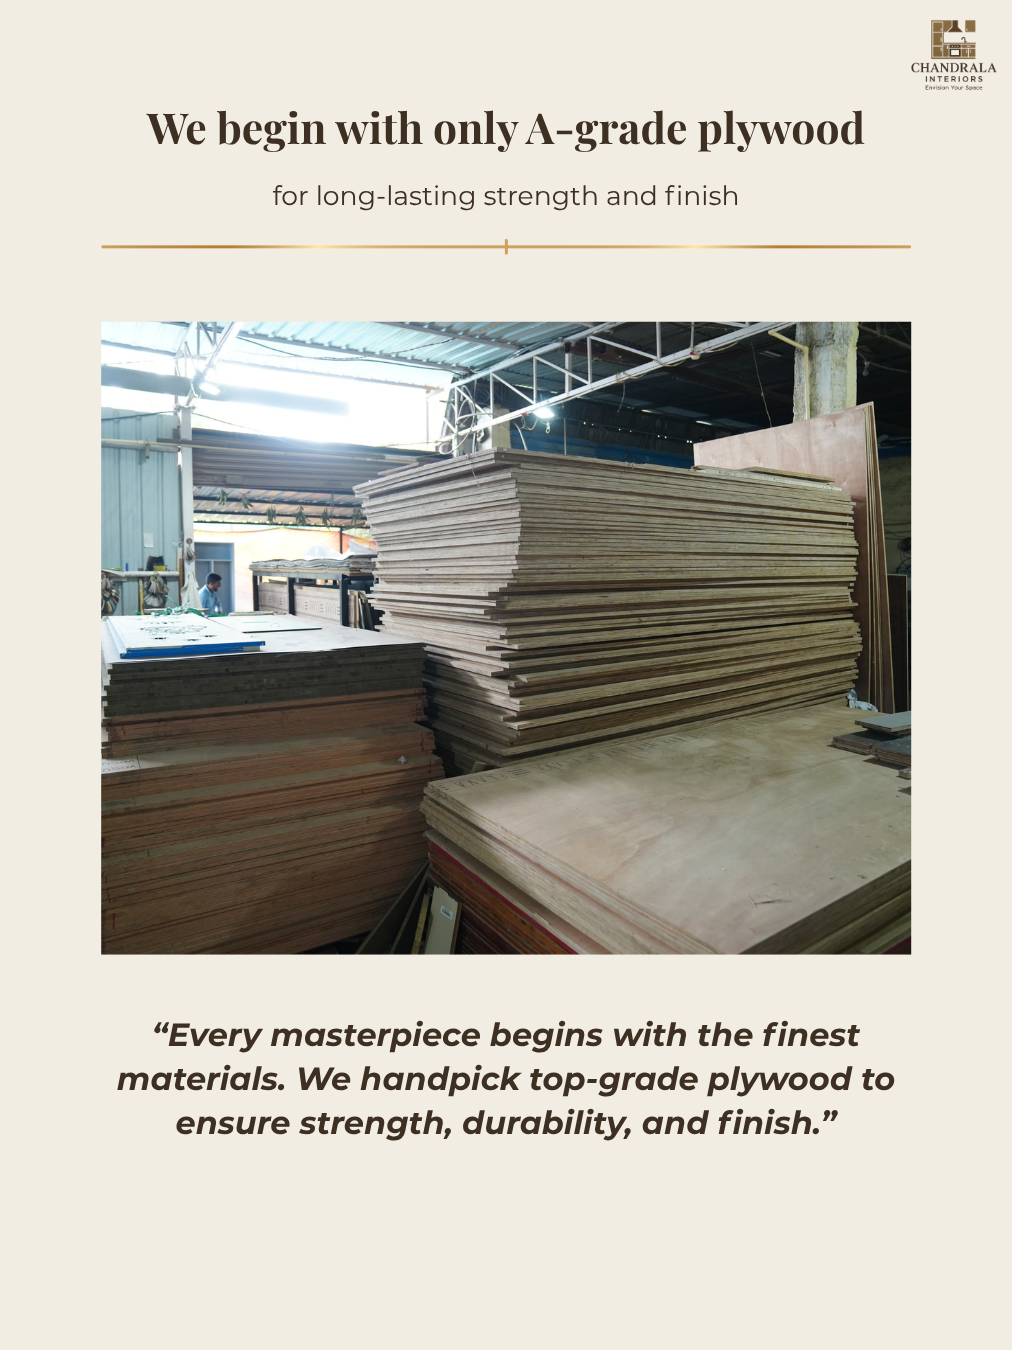 CHANDRALA
INTERIORS
Envision Your Space
We begin with only A-grade plywood
for long-lasting strength and finish
“Every masterpiece begins with the finest
materials. We handpick top-grade plywood to
ensure strength, durability, and finish.”